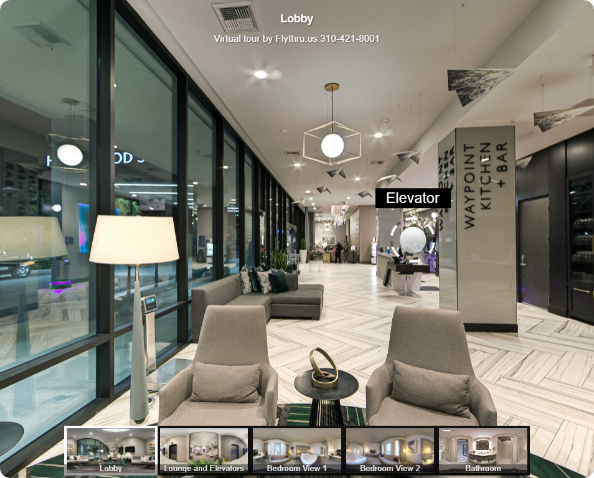 Lobby
Virtual tour by Flythru.us 310-421-8001
Elevator
WAYPOINT
KITCHEN
+ BAR
Lobby
Lounge and Elevators
Bedroom View 1
Bedroom View 2
Bathroom